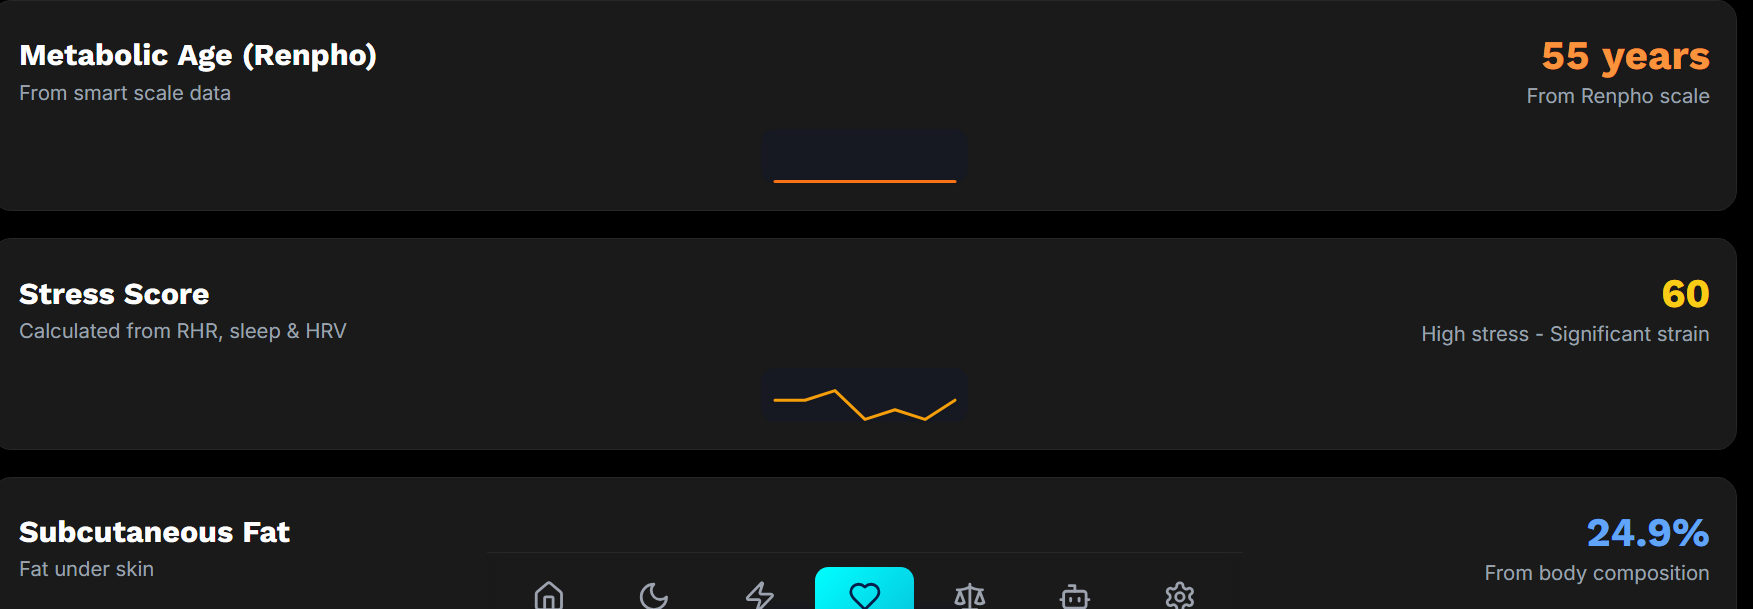 Metabolic Age (Renpho)
55 years
From smart scale data
From Renpho scale
Stress Score
60
Calculated from RHR, sleep & HRV
High stress - Significant strain
Subcutaneous Fat
24.9%
Fat under skin
From body composition